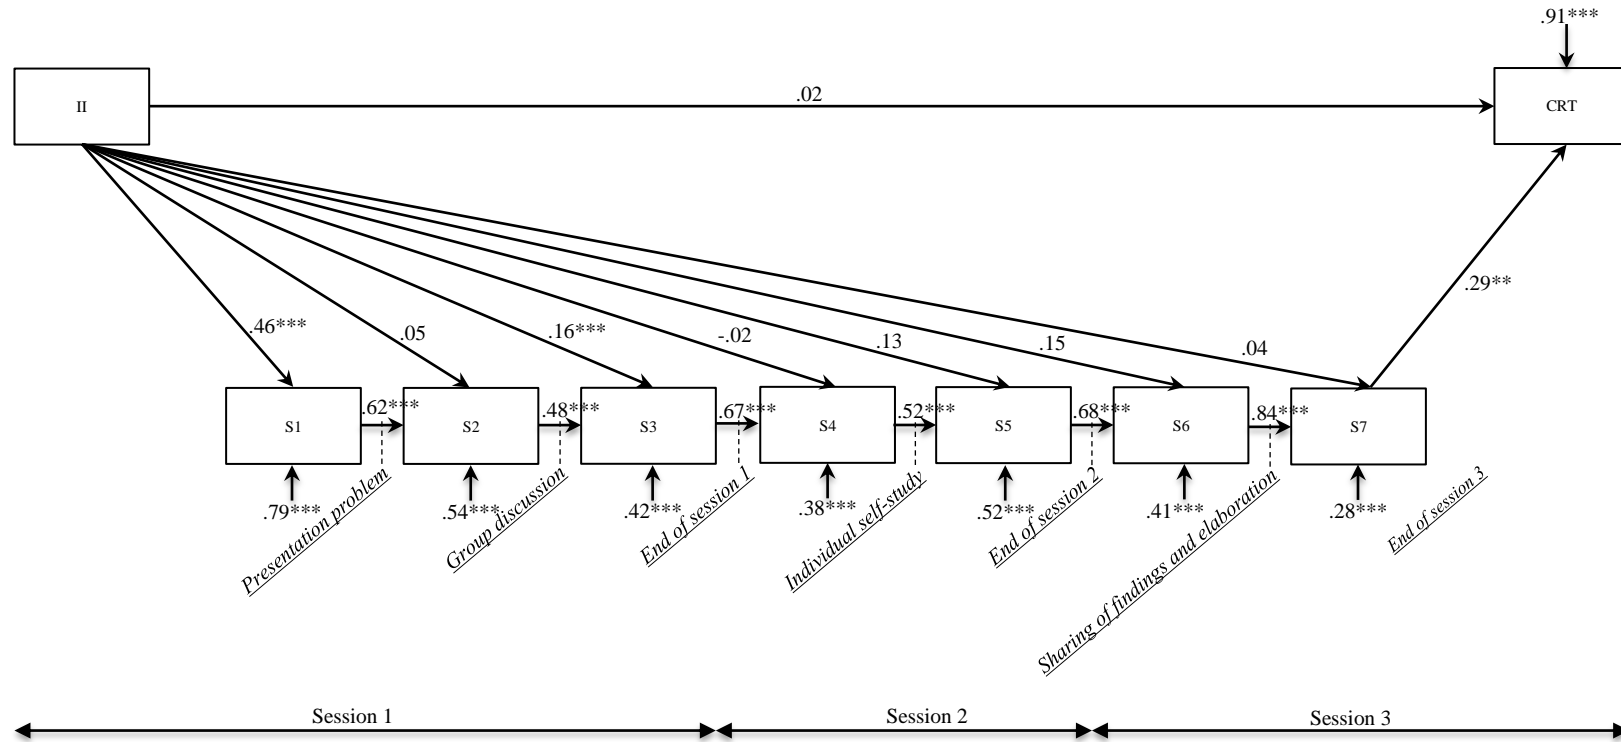 .91***
II
.02
CRT
.29**
.46***
.05
.16***
-.02
.13
.15
.04
S1
.62***
S2
.48***
S3
.67***
S4
.52***
S5
.68***
S6
.84***
S7
.79***
.54***
.42***
.38***
.52***
.41***
.28***
Presentation problem
Group discussion
End of session 1
Individual self-study
End of session 2
Sharing of findings and elaboration
End of session 3
Session 1
Session 2
Session 3